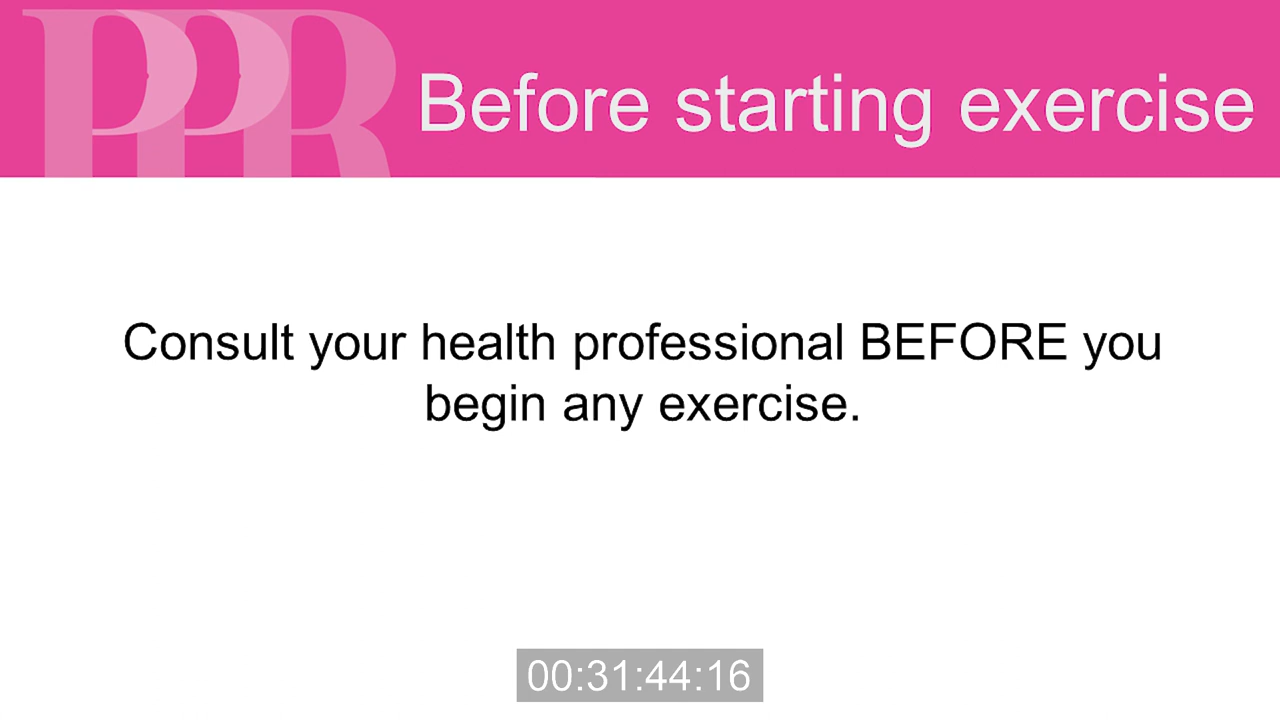 PPR
Before starting exercise
Consult your health professional BEFORE you
begin any exercise.
00:31:44:16